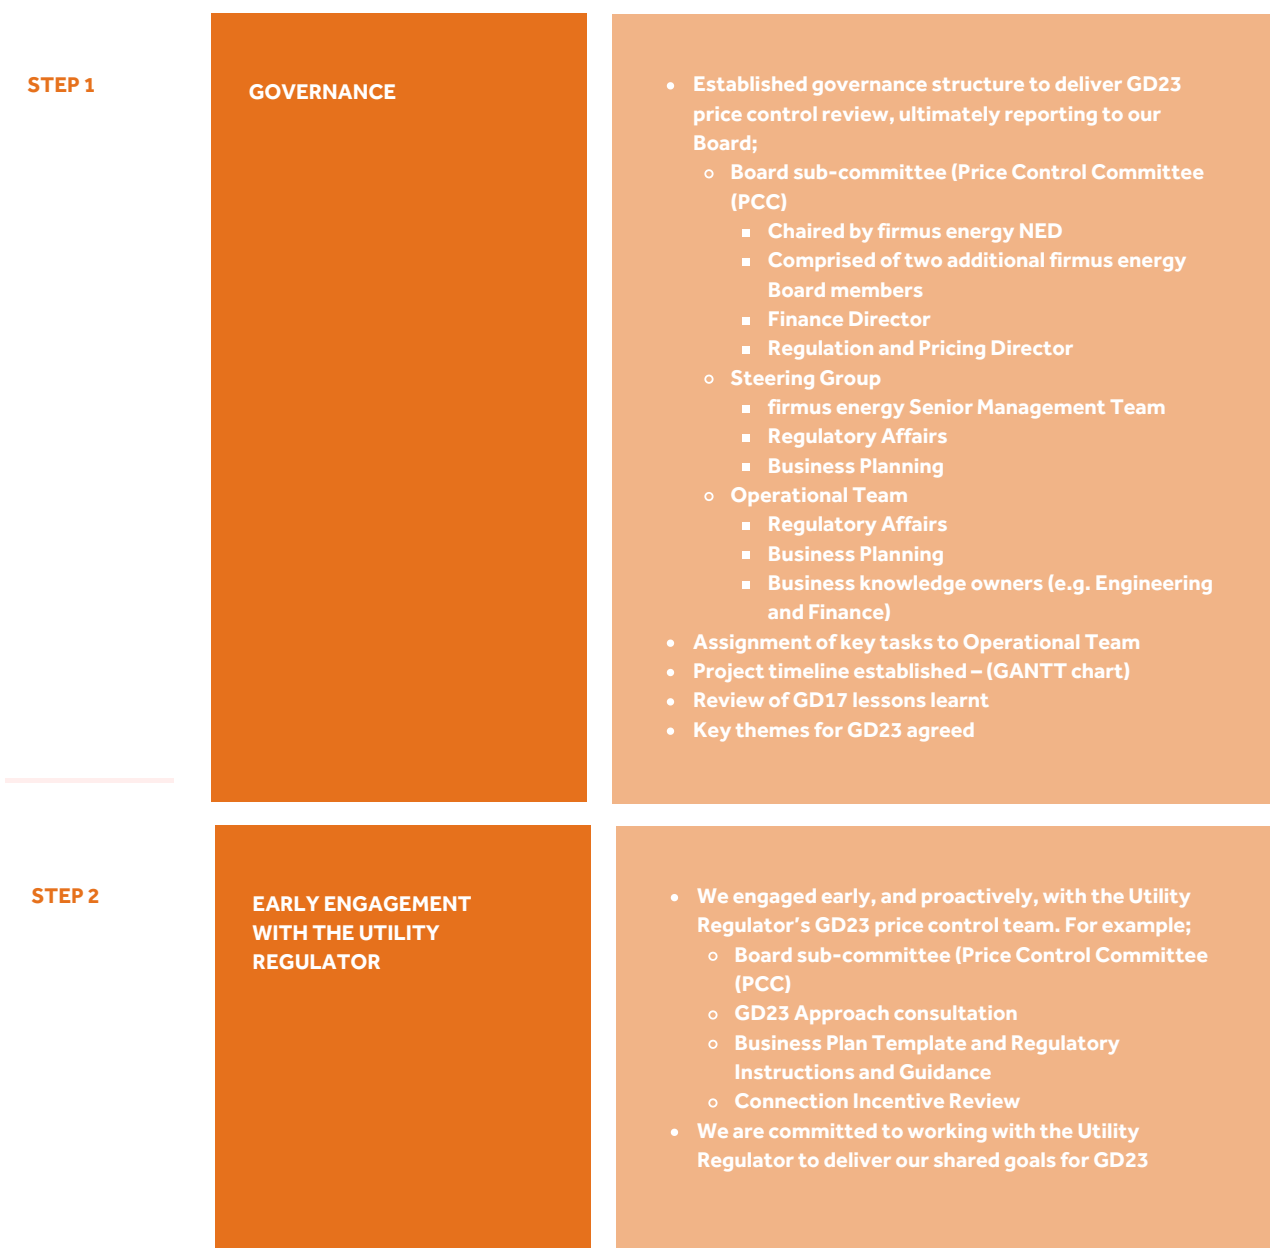 STEP 1
GOVERNANCE
• Established governance structure to deliver GD23
price control review, ultimately reporting to our
Board;
○ Board sub-committee (Price Control Committee
(PCC)
▪ Chaired by firmus energy NED
▪ Comprised of two additional firmus energy
Board members
▪ Finance Director
▪ Regulation and Pricing Director
○ Steering Group
▪ firmus energy Senior Management Team
▪ Regulatory Affairs
▪ Business Planning
○ Operational Team
▪ Regulatory Affairs
▪ Business Planning
▪ Business knowledge owners (e.g. Engineering
and Finance)
• Assignment of key tasks to Operational Team
• Project timeline established – (GANTT chart)
• Review of GD17 lessons learnt
• Key themes for GD23 agreed
STEP 2
EARLY ENGAGEMENT
WITH THE UTILITY
REGULATOR
• We engaged early, and proactively, with the Utility
Regulator’s GD23 price control team. For example;
○ Board sub-committee (Price Control Committee
(PCC)
○ GD23 Approach consultation
○ Business Plan Template and Regulatory
Instructions and Guidance
○ Connection Incentive Review
• We are committed to working with the Utility
Regulator to deliver our shared goals for GD23